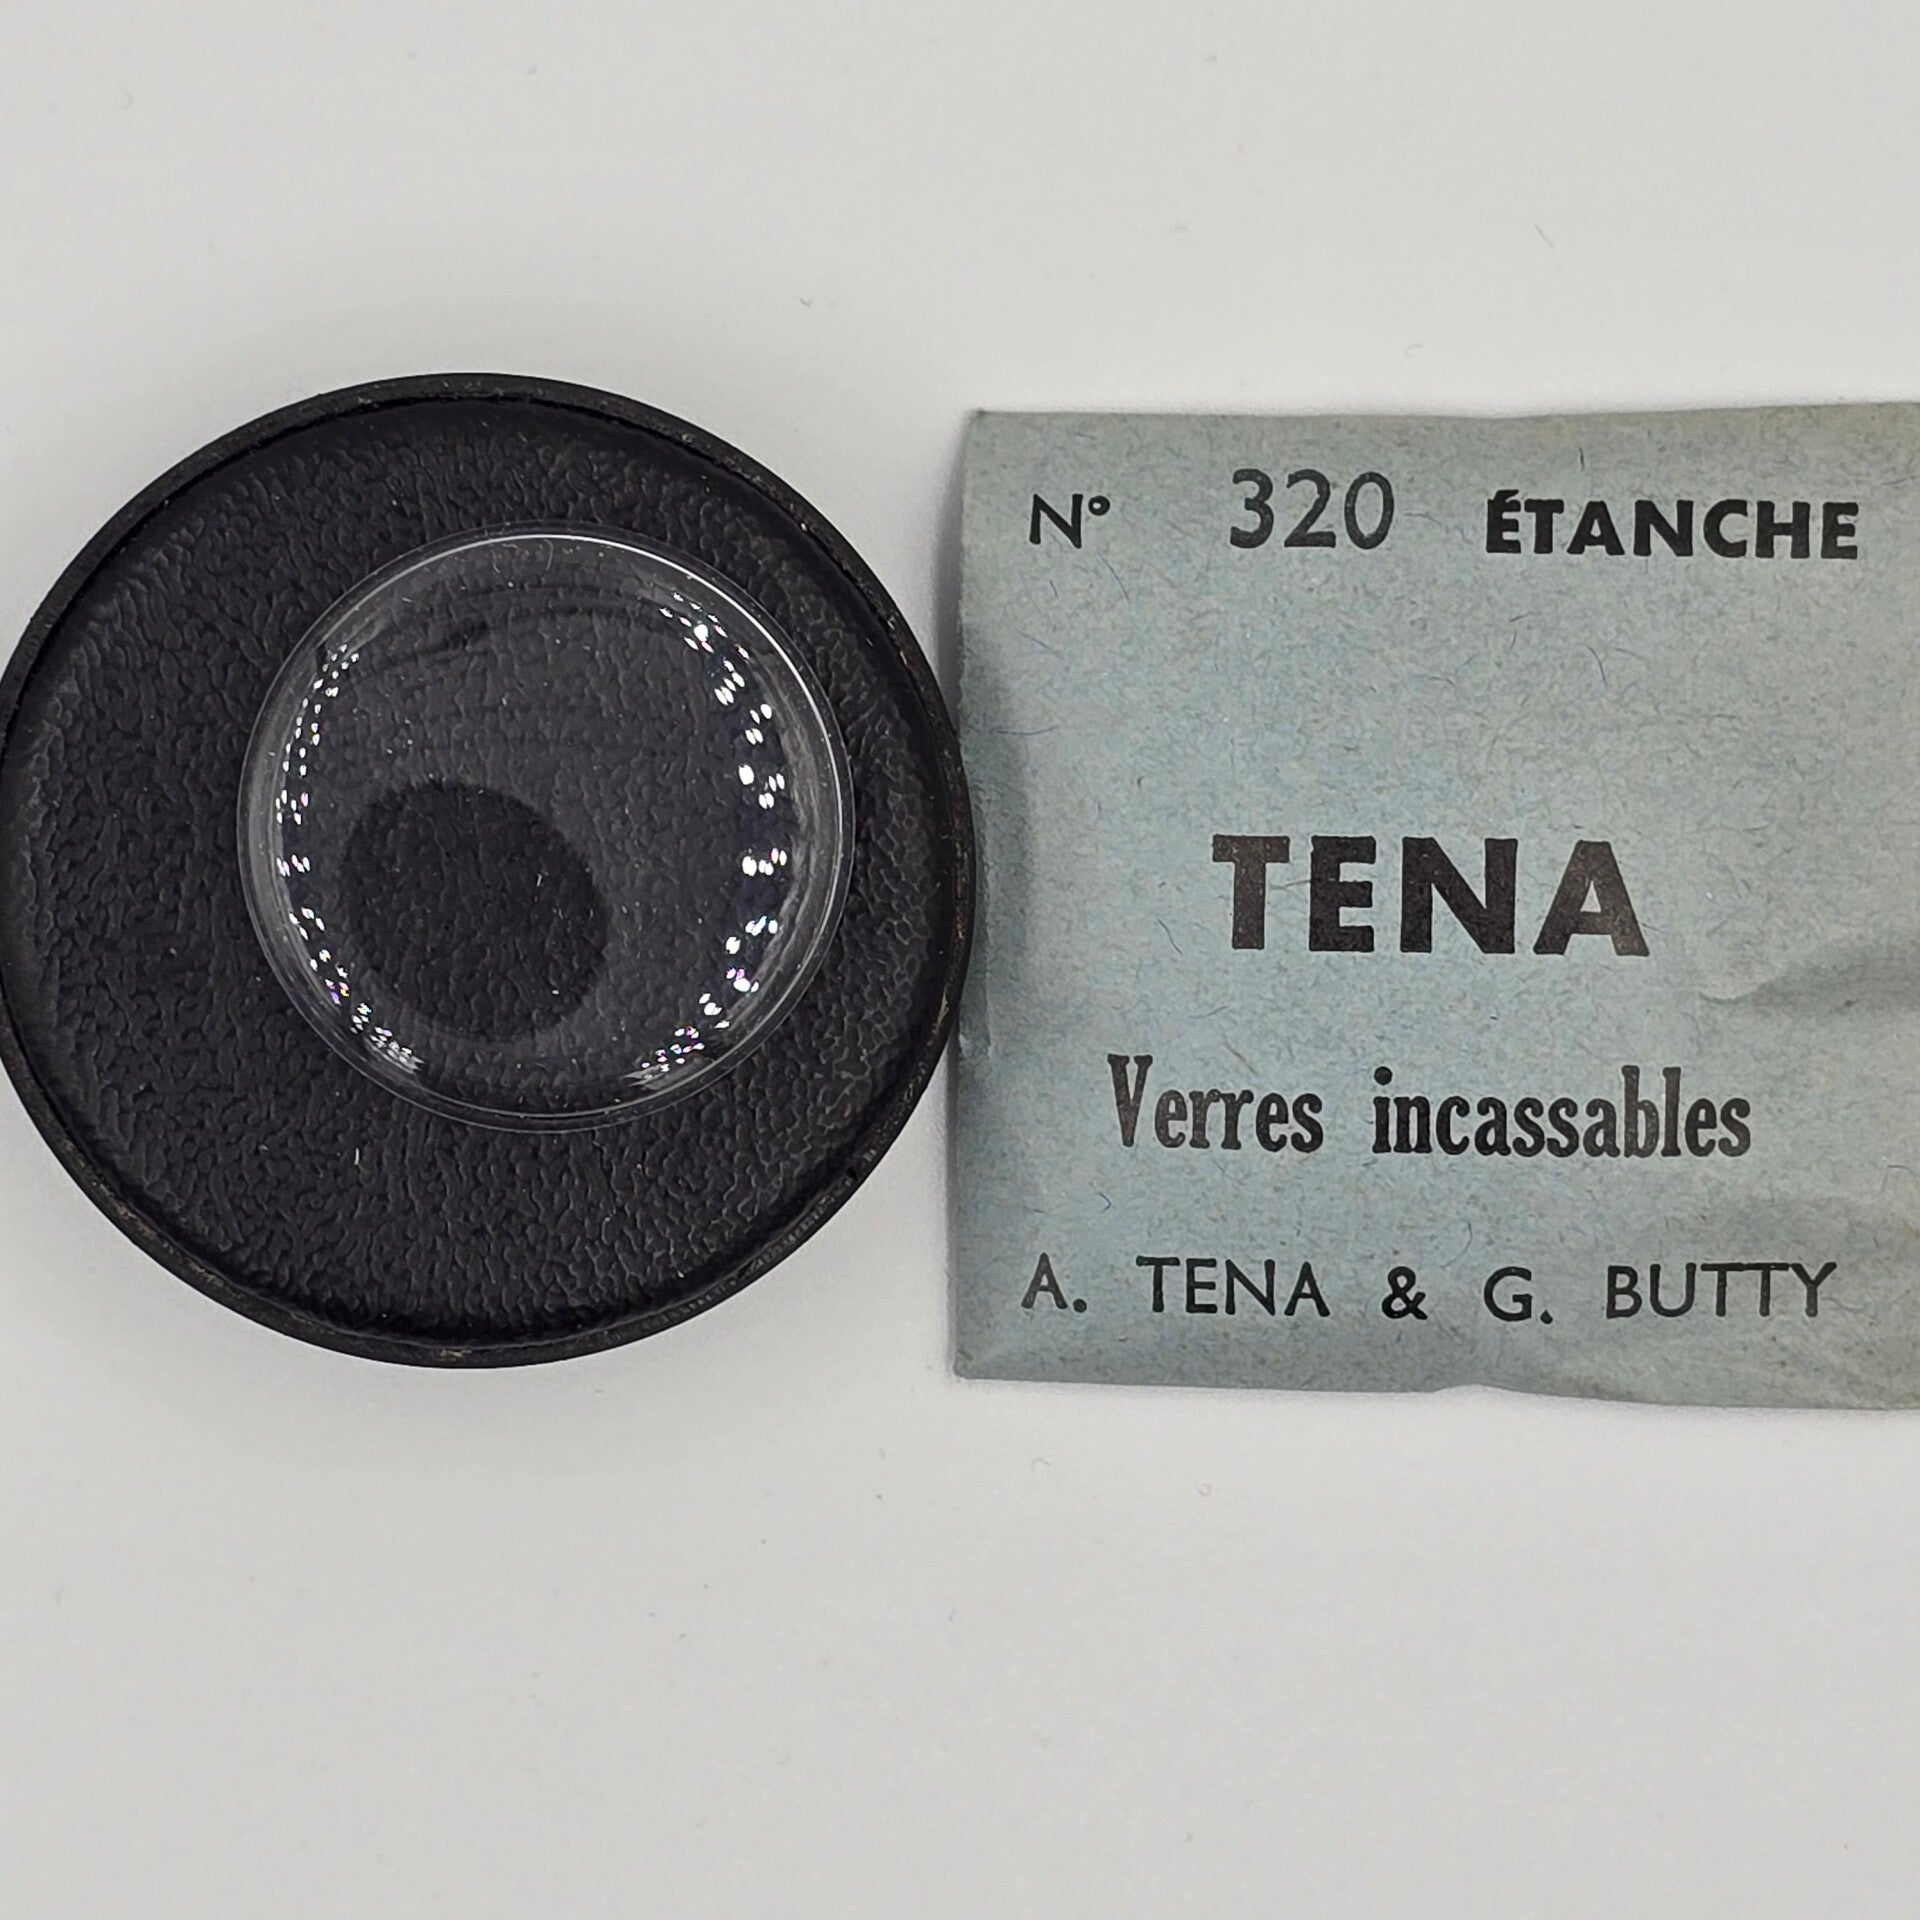 N° 320 ÉTANCHE
TENA
Verres incassables
A. TENA & G. BUTTY